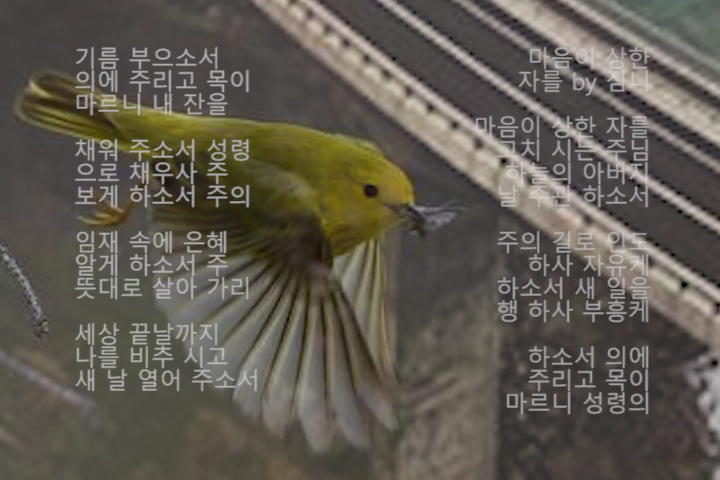 마음이 상한
자를 by 심니
마음이 상한 자를
고치 시는 주님
하늘의 아버지
날 주관 하소서
주의 길로 인도
하사 자유케
하소서 새 일을
행 하사 부흥케
하소서 의에
주리고 목이
마르니 성령의
기름 부으소서
의에 주리고 목이
마르니 내 잔을
채워 주소서 성령
으로 채우사 주
보게 하소서 주의
임재 속에 은혜
알게 하소서 주
뜻대로 살아 가리
세상 끝날까지
나를 비추 시고
새 날 열어 주소서